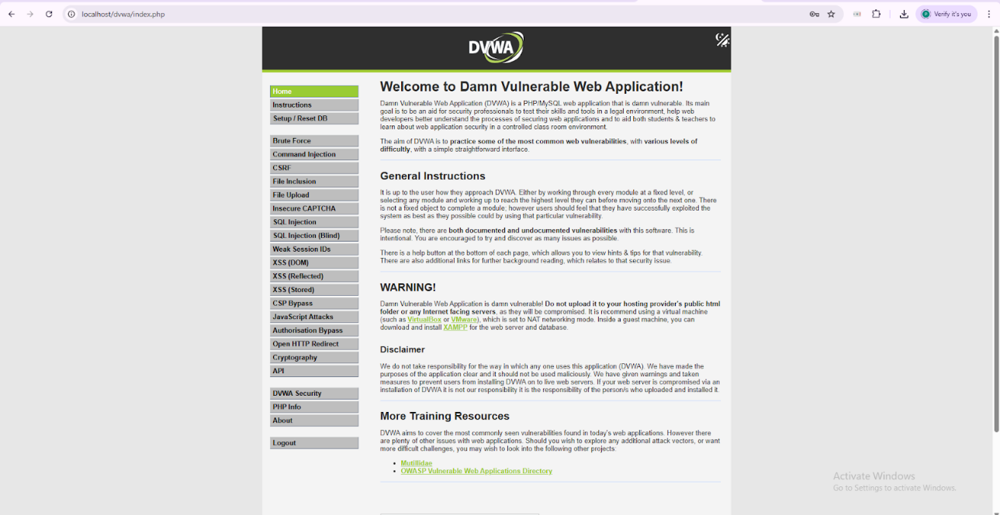 localhost/dvwa/index.php
Verify it's you
DVWA
Home
Instructions
Setup / Reset DB
Brute Force
Command Injection
CSRF
File Inclusion
File Upload
Insecure CAPTCHA
SQL Injection
SQL Injection (Blind)
Weak Session IDs
XSS (DOM)
XSS (Reflected)
XSS (Stored)
CSP Bypass
JavaScript Attacks
Authorisation Bypass
Open HTTP Redirect
Cryptography
API
DVWA Security
PHP Info
About
Logout
Welcome to Damn Vulnerable Web Application!
Damn Vulnerable Web Application (DVWA) is a PHP/MySQL web application that is damn vulnerable. Its main
goal is to be an aid for security professionals to test their skills and tools in a legal environment, help web
developers better understand the processes of securing web applications and to aid both students & teachers to
learn about web application security in a controlled class room environment.
The aim of DVWA is to practice some of the most common web vulnerabilities, with various levels of
difficultly, with a simple straightforward interface.
General Instructions
It is up to the user how they approach DVWA. Either by working through every module at a fixed level, or
selecting any module and working up to reach the highest level they can before moving onto the next one. There
is not a fixed object to complete a module; however users should feel that they have successfully exploited the
system as best as they possible could by using that particular vulnerability.
Please note, there are both documented and undocumented vulnerabilities with this software. This is
intentional. You are encouraged to try and discover as many issues as possible.
There is a help button at the bottom of each page, which allows you to view hints & tips for that vulnerability.
There are also additional links for further background reading, which relates to that security issue.
WARNING!
Damn Vulnerable Web Application is damn vulnerable! Do not upload it to your hosting provider's public html
folder or any Internet facing servers, as they will be compromised. It is recommend using a virtual machine
(such as VirtualBox or VMware), which is set to NAT networking mode. Inside a guest machine, you can
download and install XAMPP for the web server and database.
Disclaimer
We do not take responsibility for the way in which any one uses this application (DVWA). We have made the
purposes of the application clear and it should not be used maliciously. We have given warnings and taken
measures to prevent users from installing DVWA on to live web servers. If your web server is compromised via an
installation of DVWA it is not our responsibility it is the responsibility of the person/s who uploaded and installed it.
More Training Resources
DVWA aims to cover the most commonly seen vulnerabilities found in today's web applications. However there
are plenty of other issues with web applications. Should you wish to explore any additional attack vectors, or want
more difficult challenges, you may wish to look into the following other projects:
• Mutillidae
• OWASP Vulnerable Web Applications Directory
Activate Windows
Go to Settings to activate Windows.